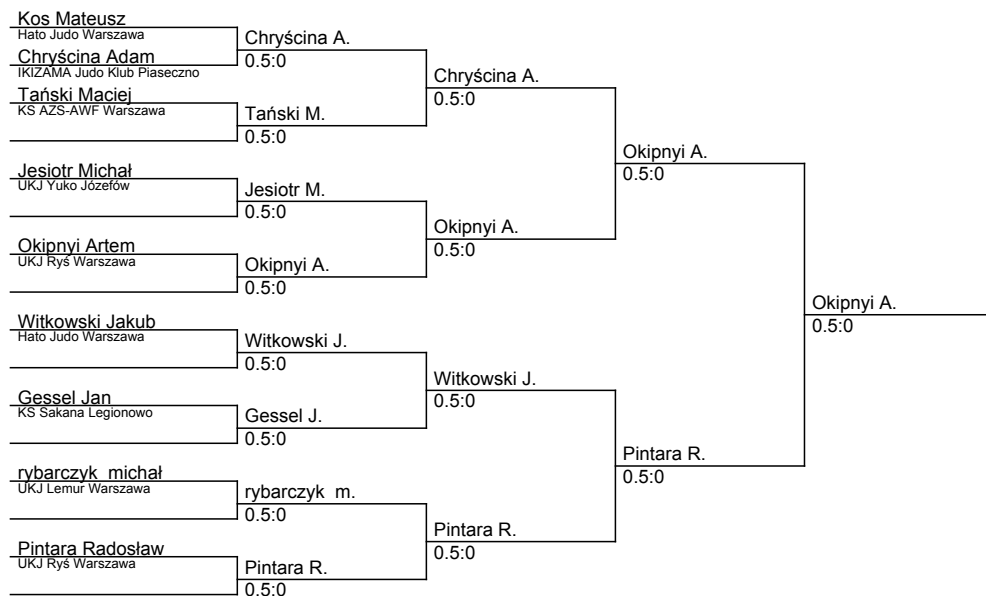 Kos Mateusz
Hato Judo Warszawa
Chryścina Adam
IKIZAMA Judo Klub Piaseczno
Tański Maciej
KS AZS-AWF Warszawa
Jesiotr Michał
UKJ Yuko Józefów
Okipnyi Artem
UKJ Ryś Warszawa
Witkowski Jakub
Hato Judo Warszawa
Gessel Jan
KS Sakana Legionowo
rybarczyk  michał
UKJ Lemur Warszawa
Pintara Radosław
UKJ Ryś Warszawa
Chryścina A.
0.5:0
Tański M.
0.5:0
Jesiotr M.
0.5:0
Okipnyi A.
0.5:0
Witkowski J.
0.5:0
Gessel J.
0.5:0
rybarczyk  m.
0.5:0
Pintara R.
0.5:0
Chryścina A.
0.5:0
Okipnyi A.
0.5:0
Witkowski J.
0.5:0
Pintara R.
0.5:0
Okipnyi A.
0.5:0
Pintara R.
0.5:0
Okipnyi A.
0.5:0